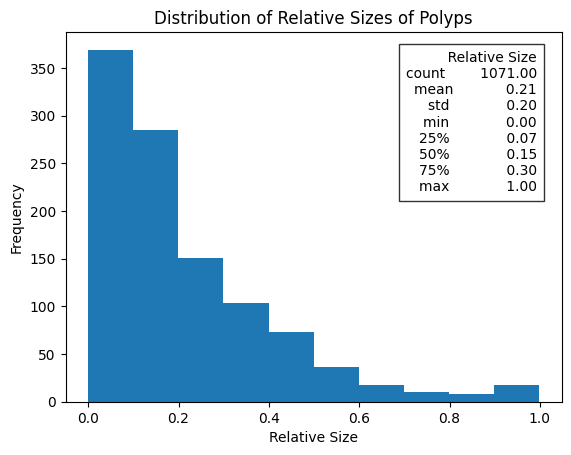 Distribution of Relative Sizes of Polyps
Relative Size
count 1071.00
mean 0.21
std 0.20
min 0.00
25% 0.07
50% 0.15
75% 0.30
max 1.00
Frequency
350
300
250
200
150
100
50
0
0.0 0.2 0.4 0.6 0.8 1.0
Relative Size